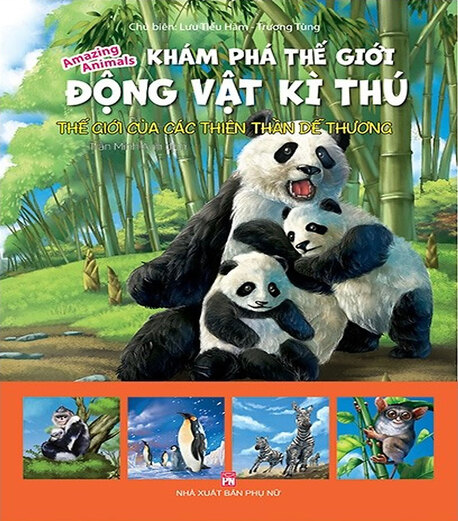 Chủ biên: Lưu Tiểu Hàm - Trương Tùng
Amazing
Animals
KHÁM PHÁ THẾ GIỚI
ĐỘNG VẬT KÌ THÚ
THẾ GIỚI CỦA CÁC THIÊN THẦN DỄ THƯƠNG
Minh
PN
NHÀ XUẤT BẢN PHỤ NỮ